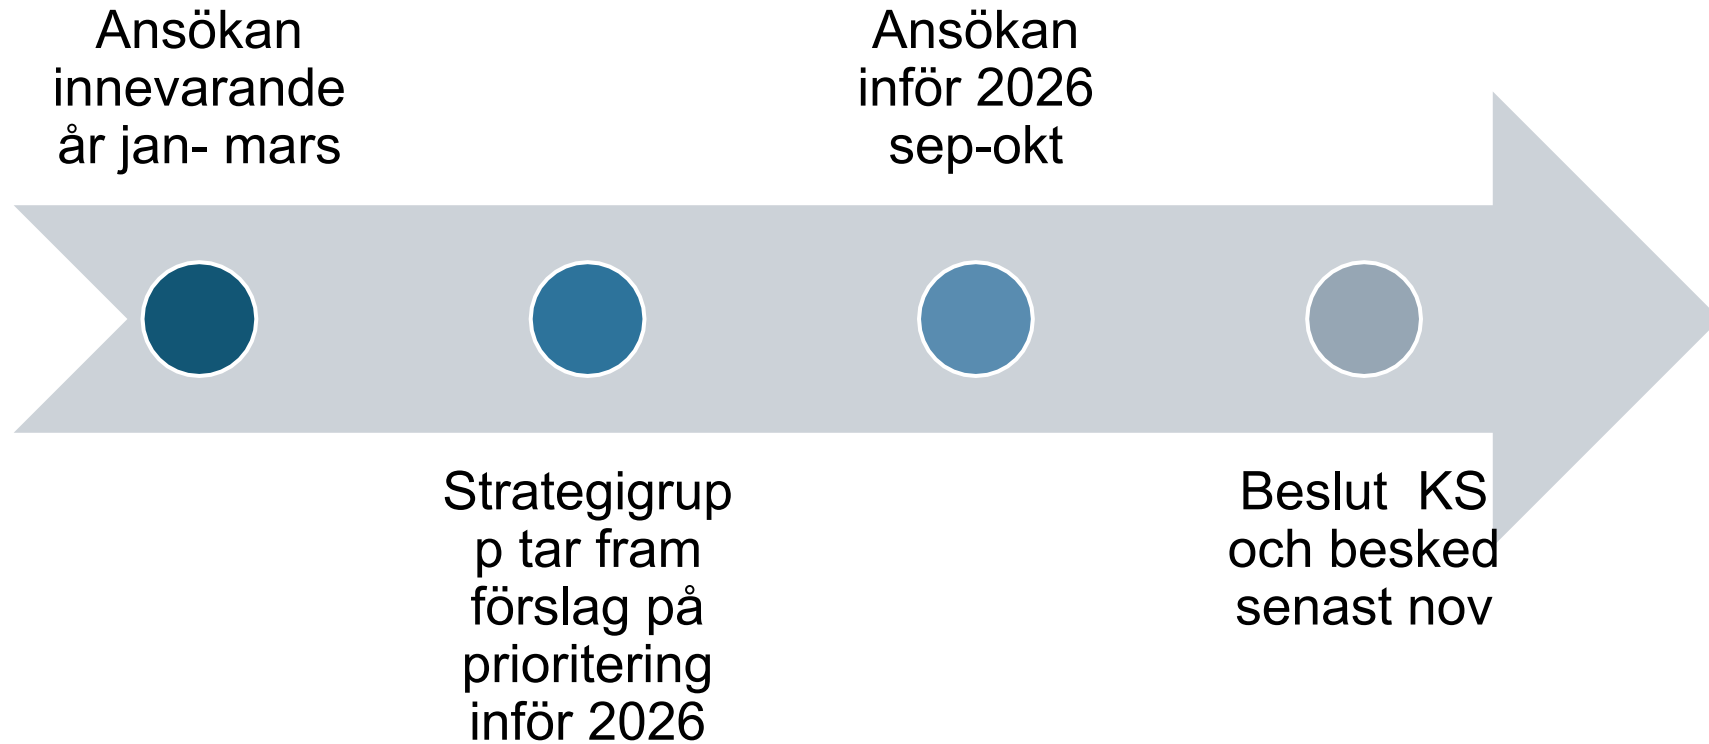 Ansökan
innevarande
år jan- mars
Strategigrup
p tar fram
förslag på
prioritering
inför 2026
Ansökan
inför 2026
sep-okt
Beslut  KS
och besked
senast nov